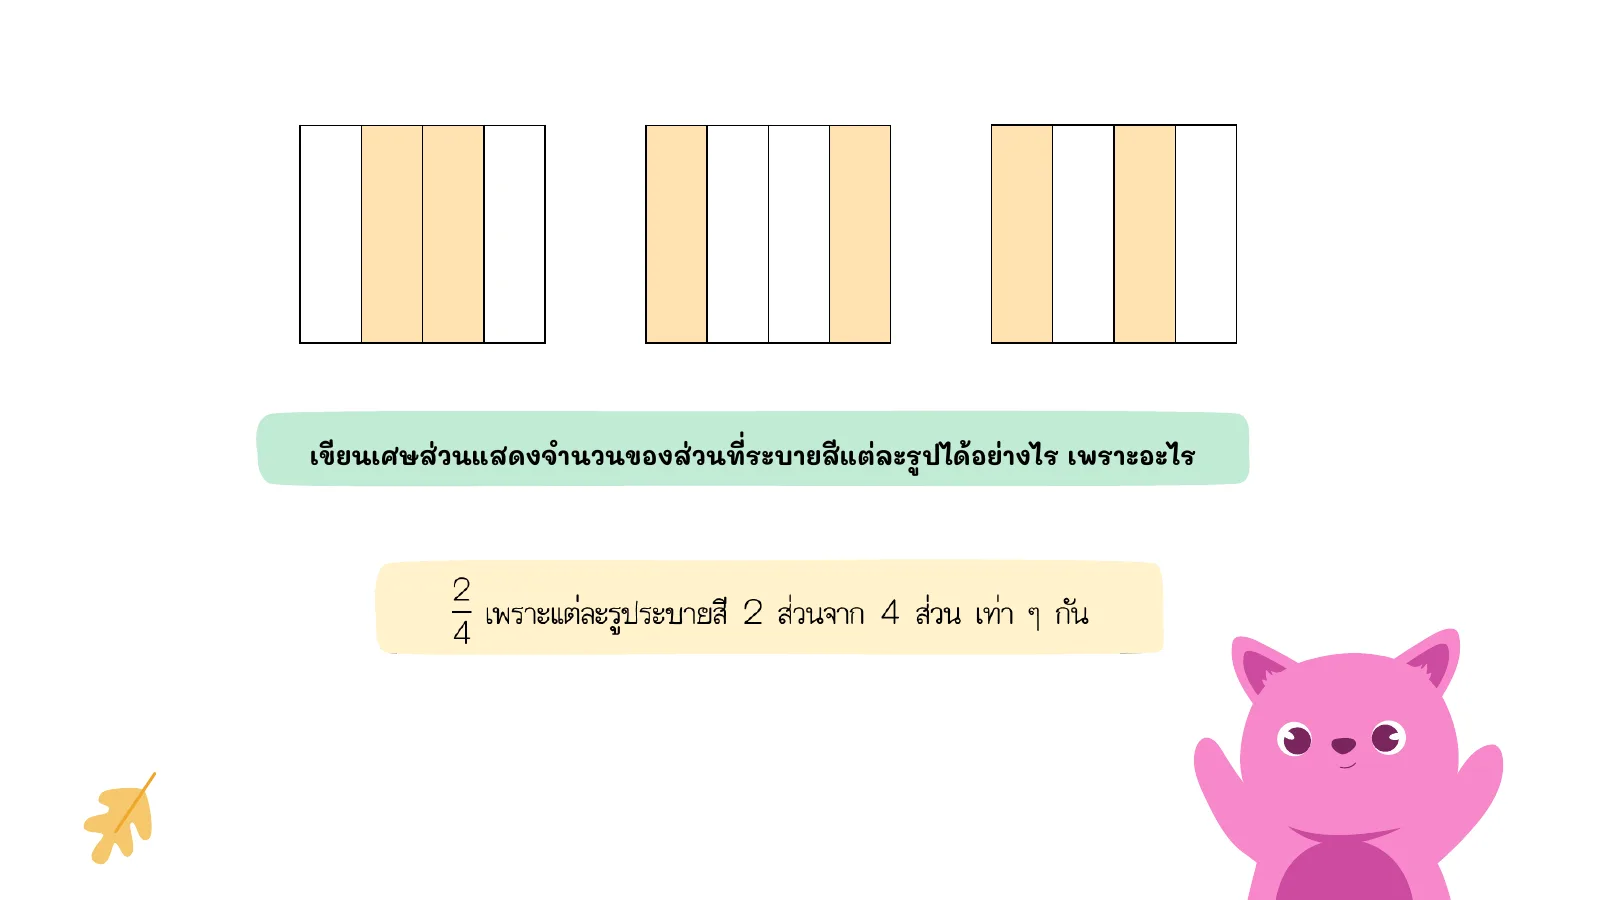 เขียนเศษส่วนแสดงจำนวนของส่วนที่ระบายสีแต่ละรูปได้อย่างไร เพราะอะไร
2/4 เพราะแต่ละรูประบายสี 2 ส่วนจาก 4 ส่วน เท่า ๆ กัน